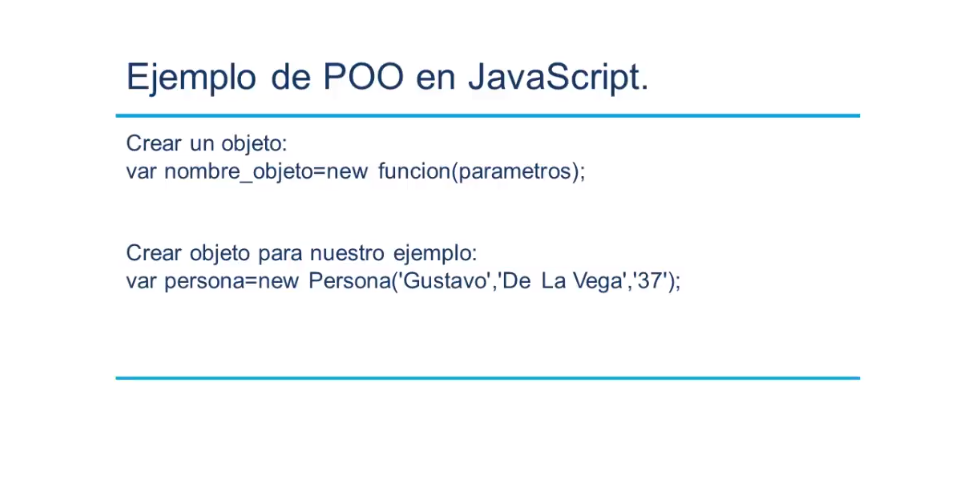 Ejemplo de POO en JavaScript.
Crear un objeto:
var nombre_objeto=new funcion(parametros);
Crear objeto para nuestro ejemplo:
var persona=new Persona('Gustavo','De La Vega','37');